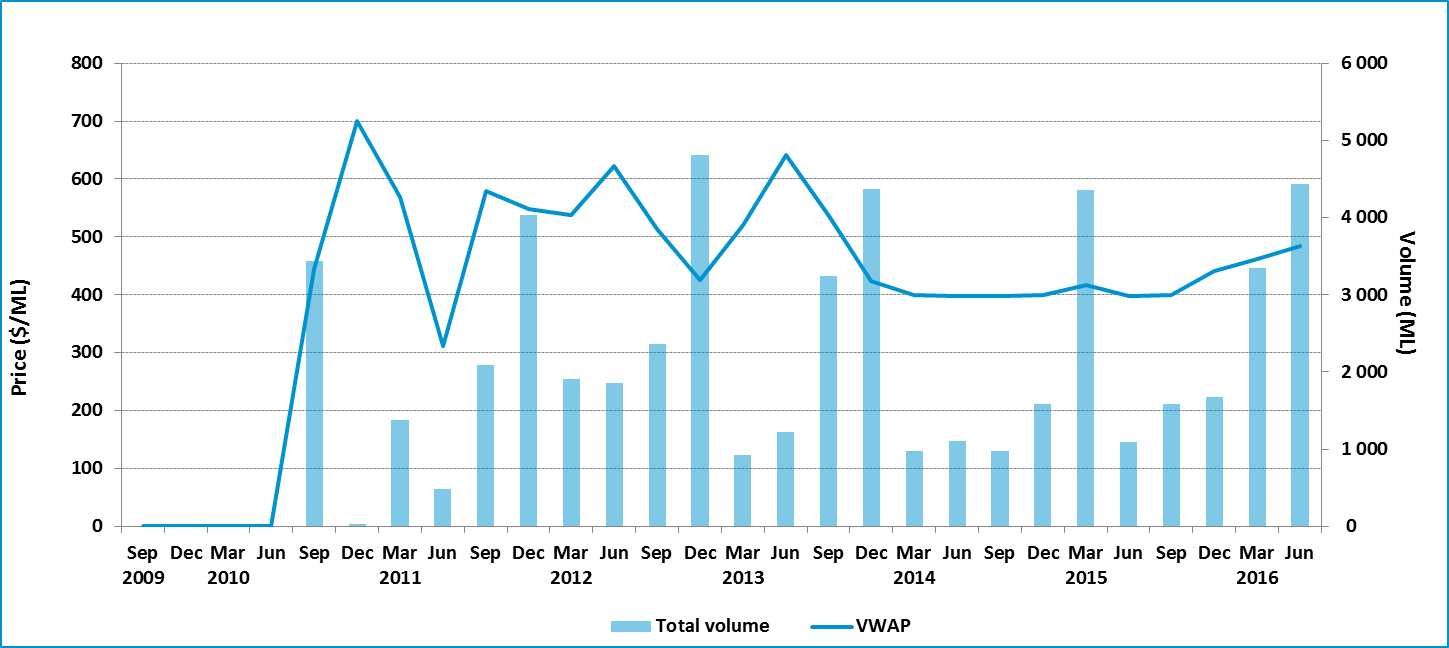 800 6 000
700 5 000
600
4 000
500
400 3 000
300
2 000
200
1 000
100
0 0
Price ($/ML)
Volume (ML)
Sep Dec Mar Jun Sep Dec Mar Jun Sep Dec Mar Jun Sep Dec Mar Jun Sep Dec Mar Jun Sep Dec Mar Jun Sep Dec Mar Jun
2009 2010 2011 2012 2013 2014 2015 2016
Total volume VWAP